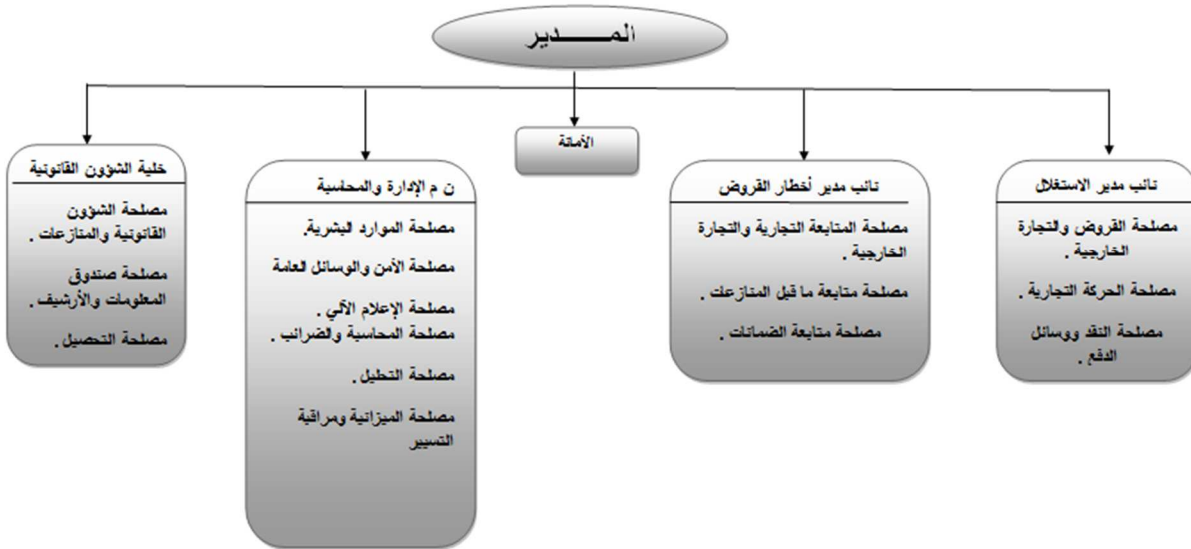 المـــــــدير
الأمانة
نائب مدير الاستغلال
مصلحة القروض والتجارة
الخارجية .
مصلحة الحركة التجارية .
مصلحة النقد ووسائل
الدفع .
نائب مدير أخطار القروض
مصلحة المتابعة التجارية والتجارة
الخارجية .
مصلحة متابعة ما قبل المنازعات .
مصلحة متابعة الضمانات .
ن م الإدارة والمحاسبة
مصلحة الموارد البشرية.
مصلحة الأمن والوسائل العامة
مصلحة الإعلام الآلي .
مصلحة المحاسبة والضرائب .
مصلحة التحليل .
مصلحة الميزانية ومراقبة
التسيير
خلية الشؤون القانونية
مصلحة الشؤون
القانونية والمنازعات .
مصلحة صندوق
المعلومات والأرشيف .
مصلحة التحصيل .